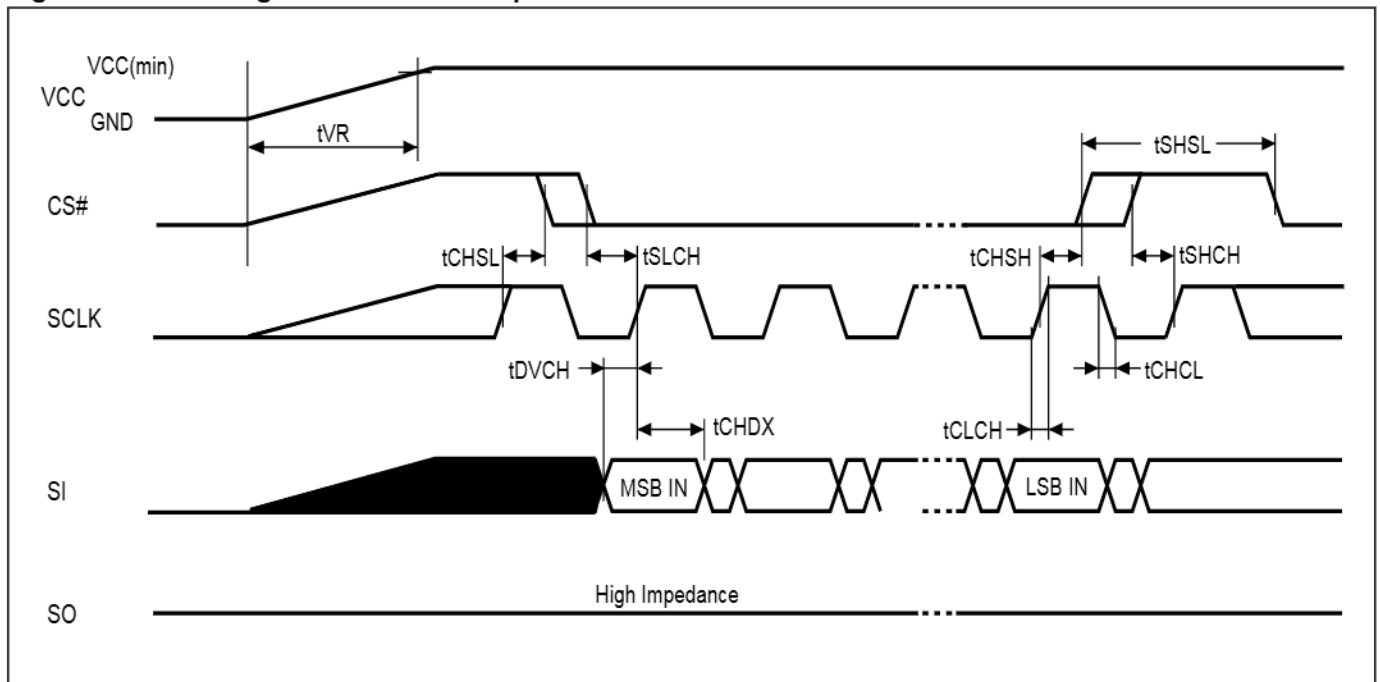 VCC(min)
VCC
GND
tVR
tSHSL
CS#
tCHSL
tSLCH
tCHSH
tSHCH
SCLK
tDVCH
tCHCL
tCHDX
tCLCH
SI
MSB IN
LSB IN
High Impedance
SO